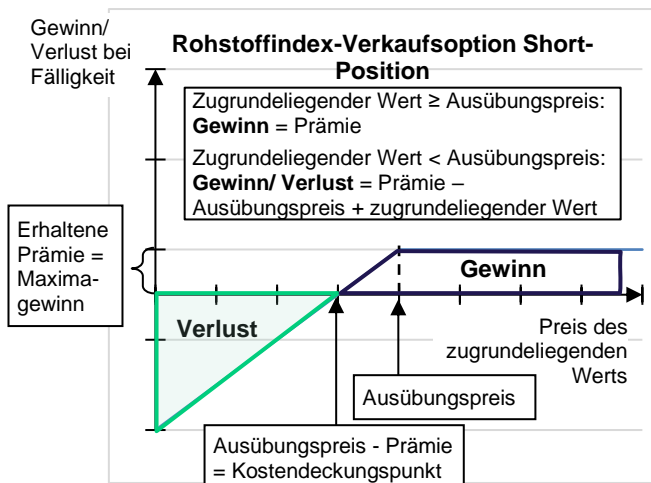 Gewinn/
Verlust bei
Fälligkeit
Rohstoffindex-Verkaufsoption Short-
Position
Zugrundeliegender Wert ≥ Ausübungspreis:
Gewinn = Prämie
Zugrundeliegender Wert < Ausübungspreis:
Gewinn/ Verlust = Prämie –
Ausübungspreis + zugrundeliegender Wert
Erhaltene
Prämie =
Maxima-
gewinn
Gewinn
Verlust
Preis des
zugrundeliegenden
Werts
Ausübungspreis
Ausübungspreis - Prämie
= Kostendeckungspunkt